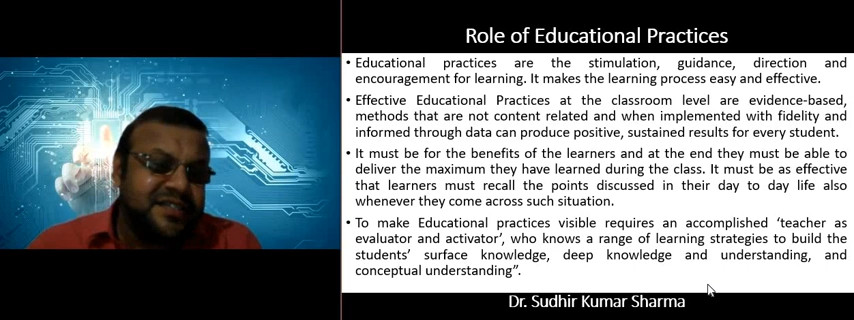 Role of Educational Practices
• Educational practices are the stimulation, guidance, direction and
encouragement for learning. It makes the learning process easy and effective.
• Effective Educational Practices at the classroom level are evidence-based,
methods that are not content related and when implemented with fidelity and
informed through data can produce positive, sustained results for every student.
• It must be for the benefits of the learners and at the end they must be able to
deliver the maximum they have learned during the class. It must be as effective
that learners must recall the points discussed in their day to day life also
whenever they come across such situation.
• To make Educational practices visible requires an accomplished ‘teacher as
evaluator and activator’, who knows a range of learning strategies to build the
students’ surface knowledge, deep knowledge and understanding, and
conceptual understanding”.
Dr. Sudhir Kumar Sharma